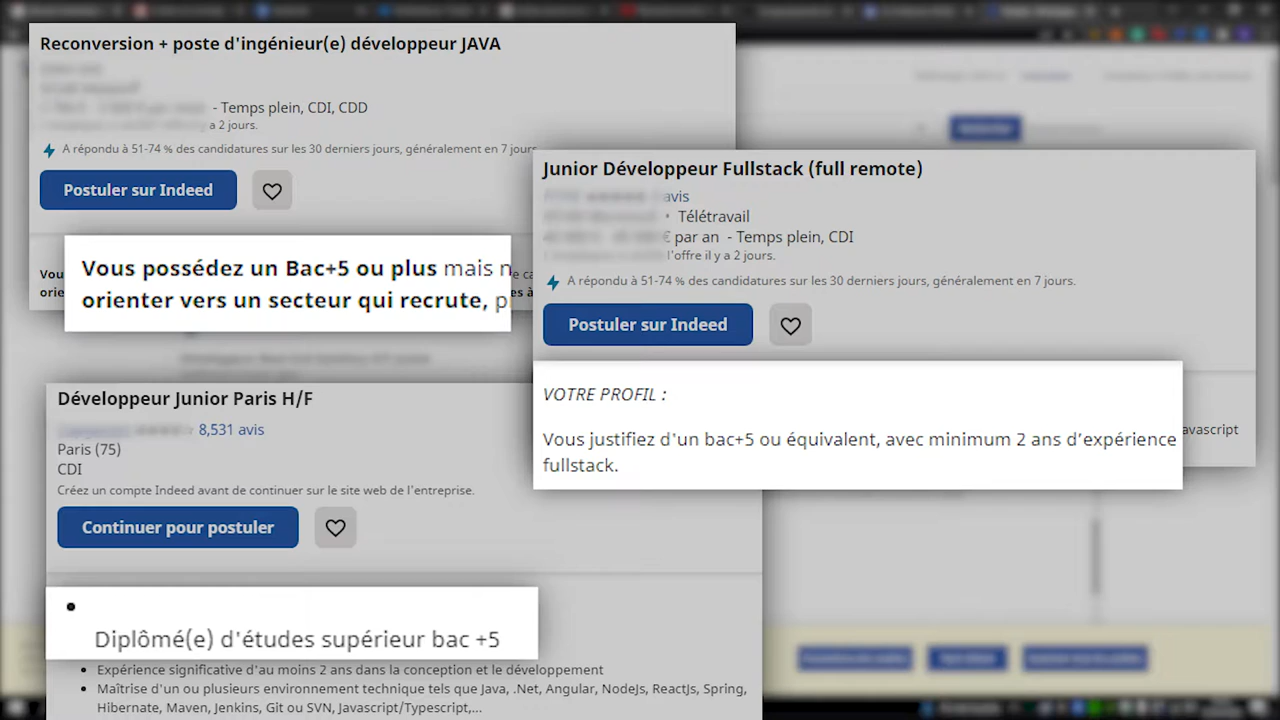 Reconversion + poste d'ingénieur(e) développeur JAVA
- Temps plein, CDI, CDD
a 2 jours.
A répondu à 51-74 % des candidatures sur les 30 derniers jours, généralement en 7 jours
Postuler sur Indeed
Vou
orie
Vous possédez un Bac+5 ou plus mais n
orienter vers un secteur qui recrute, p
Junior Développeur Fullstack (full remote)
avis
• Télétravail
€ par an - Temps plein, CDI
l'offre il y a 2 jours.
A répondu à 51-74 % des candidatures sur les 30 derniers jours, généralement en 7 jours.
Postuler sur Indeed
VOTRE PROFIL :
Vous justifiez d'un bac+5 ou équivalent, avec minimum 2 ans d'expérience
fullstack.
avascript
Développeur Junior Paris H/F
8,531 avis
Paris (75)
CDI
Créez un compte Indeed avant de continuer sur le site web de l'entreprise.
Continuer pour postuler
•
Diplômé(e) d'études supérieur bac +5
• Expérience significative d'au moins 2 ans dans la conception et le développement
• Maîtrise d'un ou plusieurs environnement technique tels que Java, .Net, Angular, NodeJs, ReactJs, Spring,
Hibernate, Maven, Jenkins, Git ou SVN, Javascript/Typescript,...